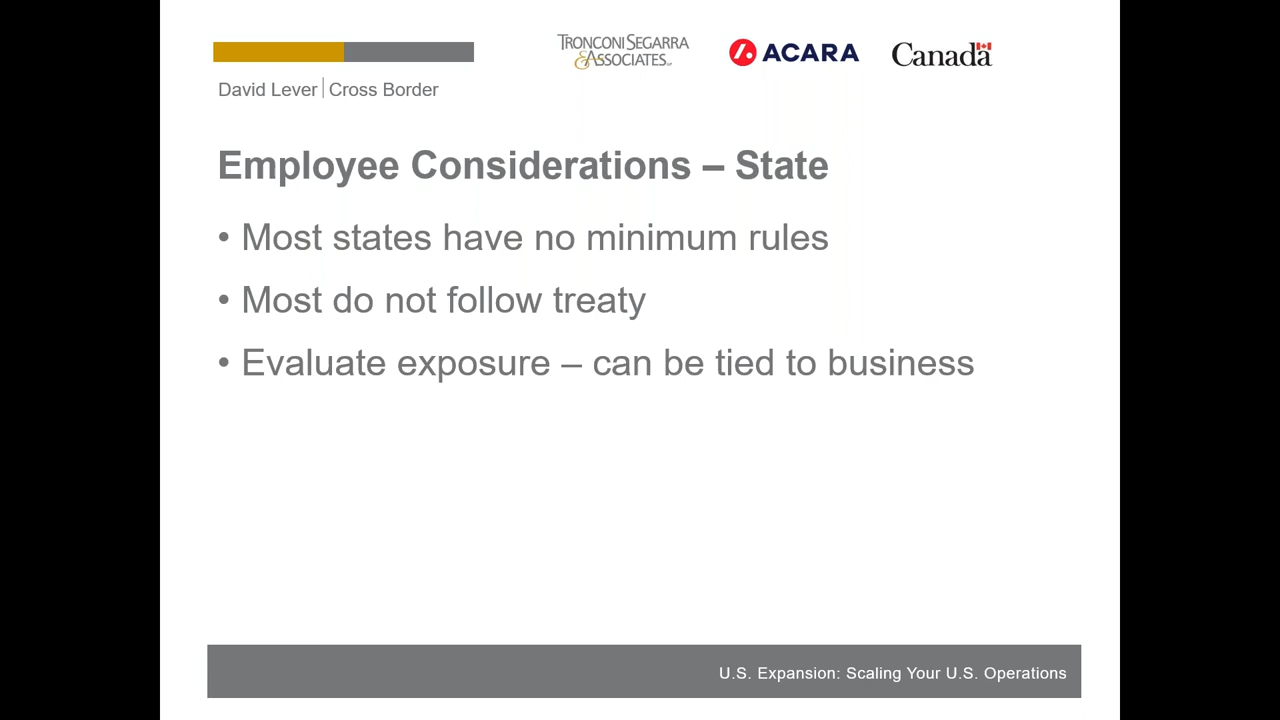 TRONCONI SEGARRA
& ASSOCIATES LLP
ACARA
Canada
David Lever | Cross Border
Employee Considerations – State
• Most states have no minimum rules
• Most do not follow treaty
• Evaluate exposure – can be tied to business
U.S. Expansion: Scaling Your U.S. Operations